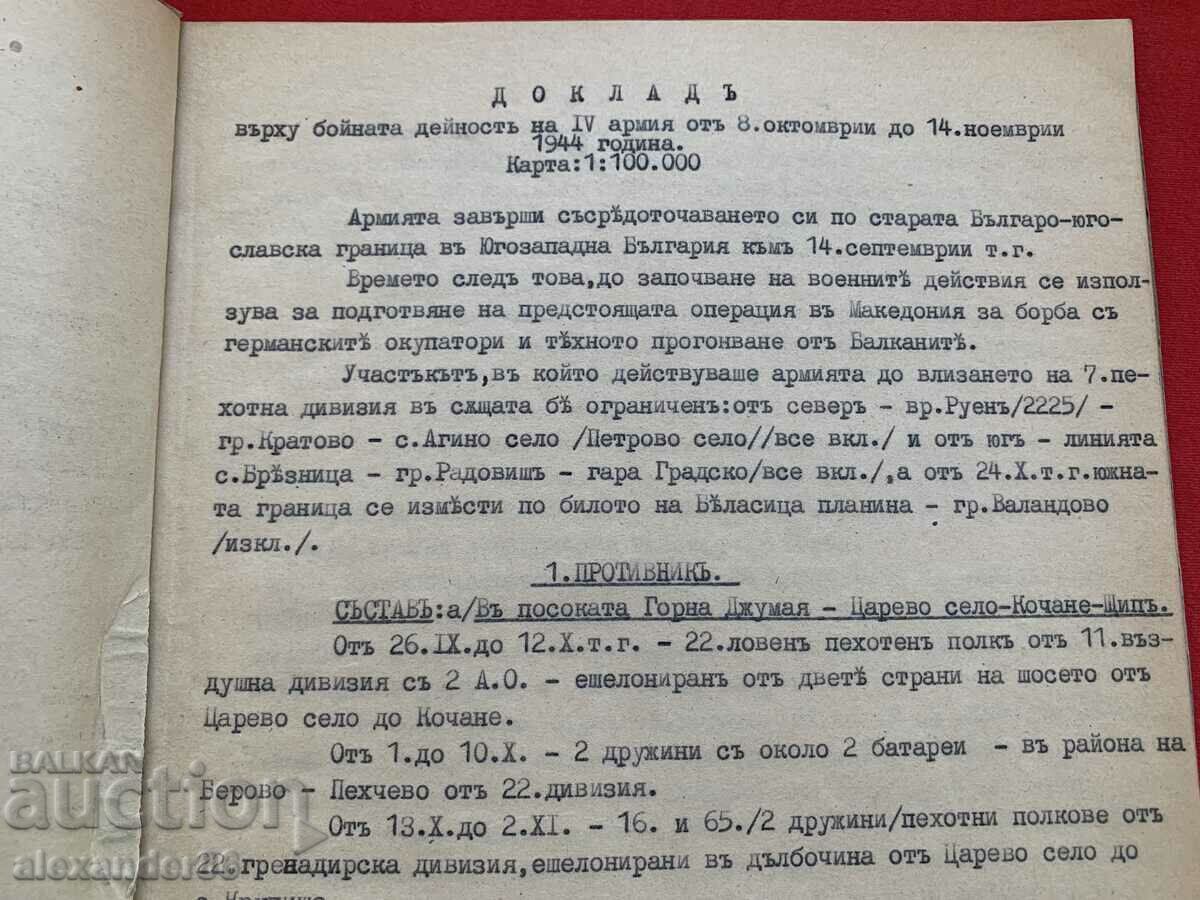 ДОКЛАДЪ
върху бойната дейность на IV армия отъ 8.октомврии до 14.ноемврии
1944 година.
Карта:1:100.000
Армията завърши съсрѣдоточаването си по старата Българо-юго-
славска граница въ Югозападна България къмъ 14.септемврии т.г.
Времето следъ това,до започване на военнитѣ действия се изпол-
зува за подготвяне на предстоящата операция въ Македония за борба съ
германскитѣ окупатори и тѣхното прогонване отъ Балканитѣ.
Участъкътъ,въ който действуваше армията до влизането на 7.пе-
хотна дивизия въ сѫщата бѣ ограниченъ:отъ северъ - вр.Руенъ/2225/ -
гр.Кратово - с.Агино село /Петрово село//все вкл./ и отъ югъ - линията
с.Брѣзница - гр.Радовишъ - гара Градско/все вкл./,а отъ 24.X.т.г.южна-
та граница се измѣсти по билото на Бѣласица планина - гр.Валандово
/изкл./.
1.ПРОТИВНИКЪ.
СЪСТАВЪ:а/Въ посоката Горна Джумая - Царево село-Кочане-Щипъ.
Отъ 26.IX.до 12.X.т.г. - 22.ловенъ пехотенъ полкъ отъ 11.въз-
душна дивизия съ 2 А.О. - ешелониранъ отъ дветѣ страни на шосето отъ
Царево село до Кочане.
Отъ 1.до 10.X. - 2 дружини съ около 2 батареи - въ района на
Берово - Пехчево отъ 22.дивизия.
Отъ 13.X.до 2.XI. - 16. и 65./2 дружини/пехотни полкове отъ
22.гренадирска дивизия,ешелонирани въ дълбочина отъ Царево село до
BALKAN
auction
alexander88